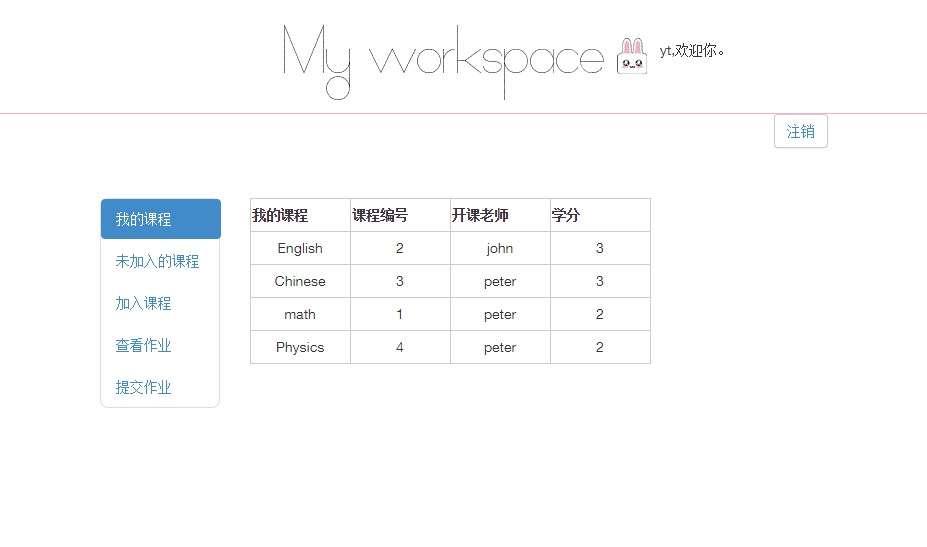 My workspace yt,欢迎你。
注销
我的课程
未加入的课程
加入课程
查看作业
提交作业
我的课程 课程编号 开课老师 学分
English 2 john 3
Chinese 3 peter 3
math 1 peter 2
Physics 4 peter 2